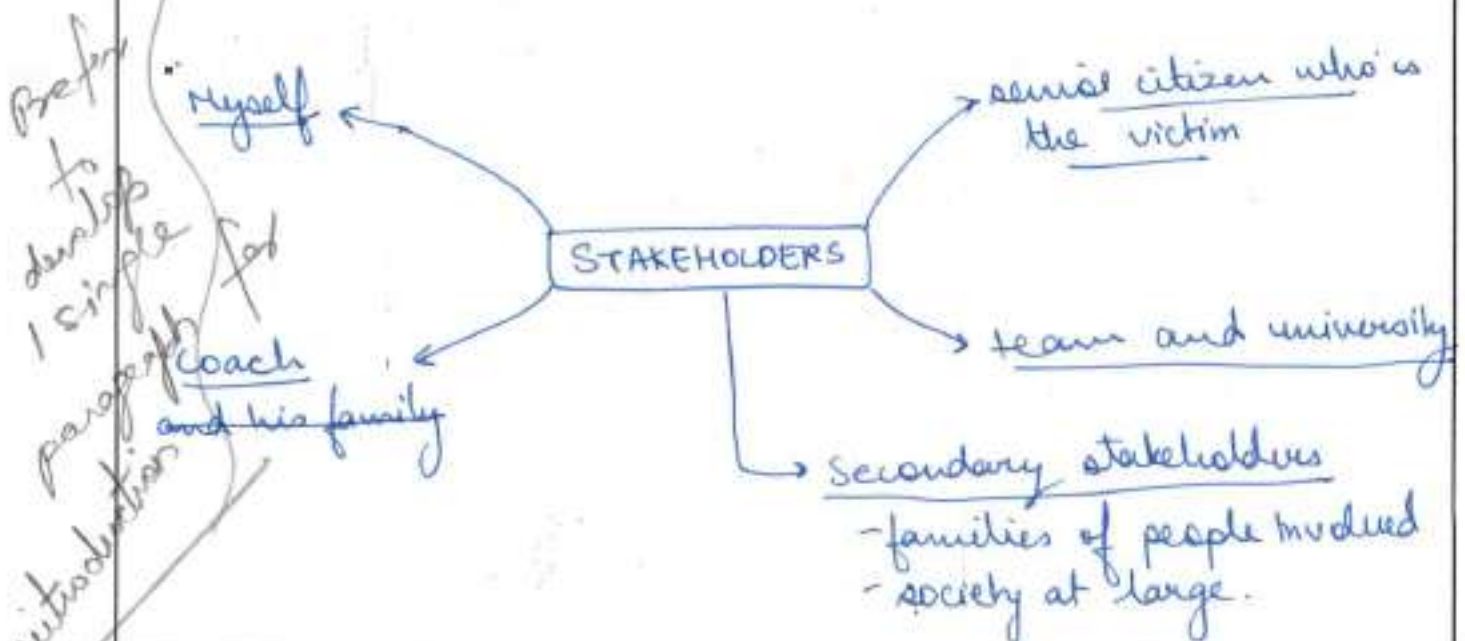 Prefer
to
develop
1 single
paragraph
for
introduction
Myself
senior citizen who is
the victim
STAKEHOLDERS
Coach
and his family
team and university
Secondary stakeholders
- families of people involved
- society at large.